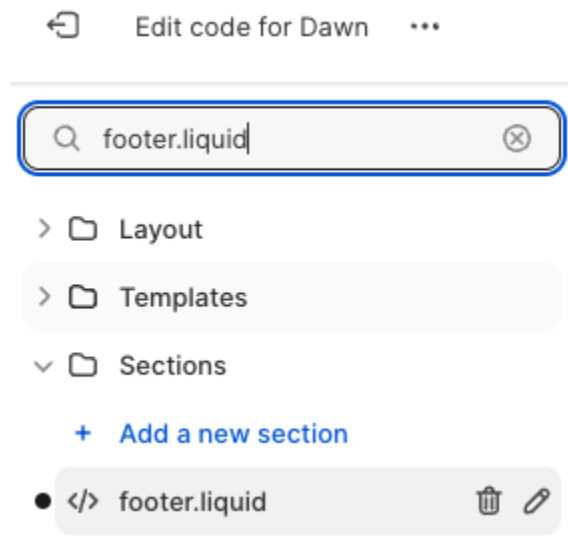 Edit code for Dawn
footer.liquid
Layout
Templates
Sections
+ Add a new section
</> footer.liquid